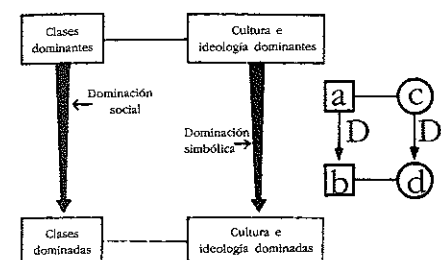 Clases
dominantes
Cultura e
ideología dominantes
Dominación
social
Dominación
simbólica
Clases
dominadas
Cultura e
ideología dominadas
a
c
D
D
b
d